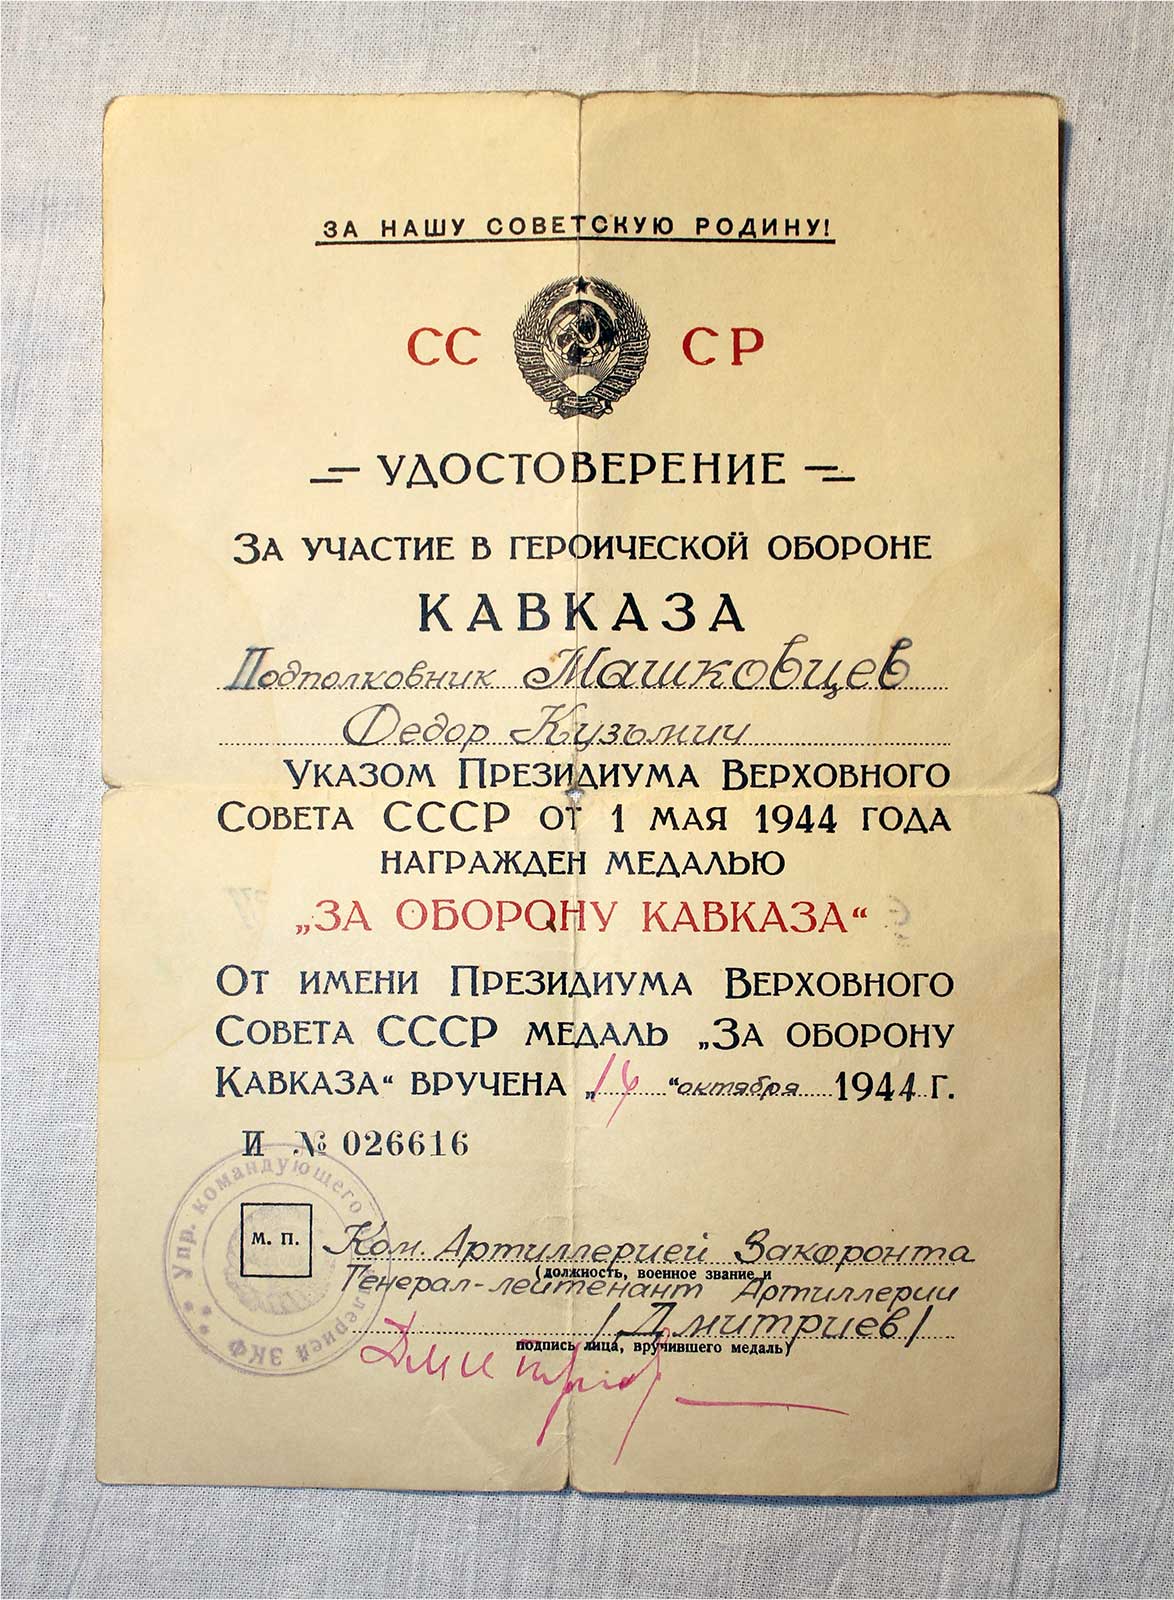 ЗА НАШУ СОВЕТСКУЮ РОДИНУ!
СС СР
УДОСТОВЕРЕНИЕ
ЗА УЧАСТИЕ В ГЕРОИЧЕСКОЙ ОБОРОНЕ
КАВКАЗА
Подполковник Машковцев
Федор Кузьмич
УКАЗОМ ПРЕЗИДИУМА ВЕРХОВНОГО
СОВЕТА СССР ОТ 1 МАЯ 1944 ГОДА
НАГРАЖДЕН МЕДАЛЬЮ
„ЗА ОБОРОНУ КАВКАЗА“
ОТ ИМЕНИ ПРЕЗИДИУМА ВЕРХОВНОГО
СОВЕТА СССР МЕДАЛЬ „ЗА ОБОРОНУ
КАВКАЗА“ ВРУЧЕНА „14“ октября 1944 Г.
И № 026616
Упр. командующего ЗКФ
М. П.
Ком. Артиллерией Закфронта
(должность, военное звание и
Генерал-лейтенант Артиллерии
/Дмитриев/
подпись лица, вручившего медаль)